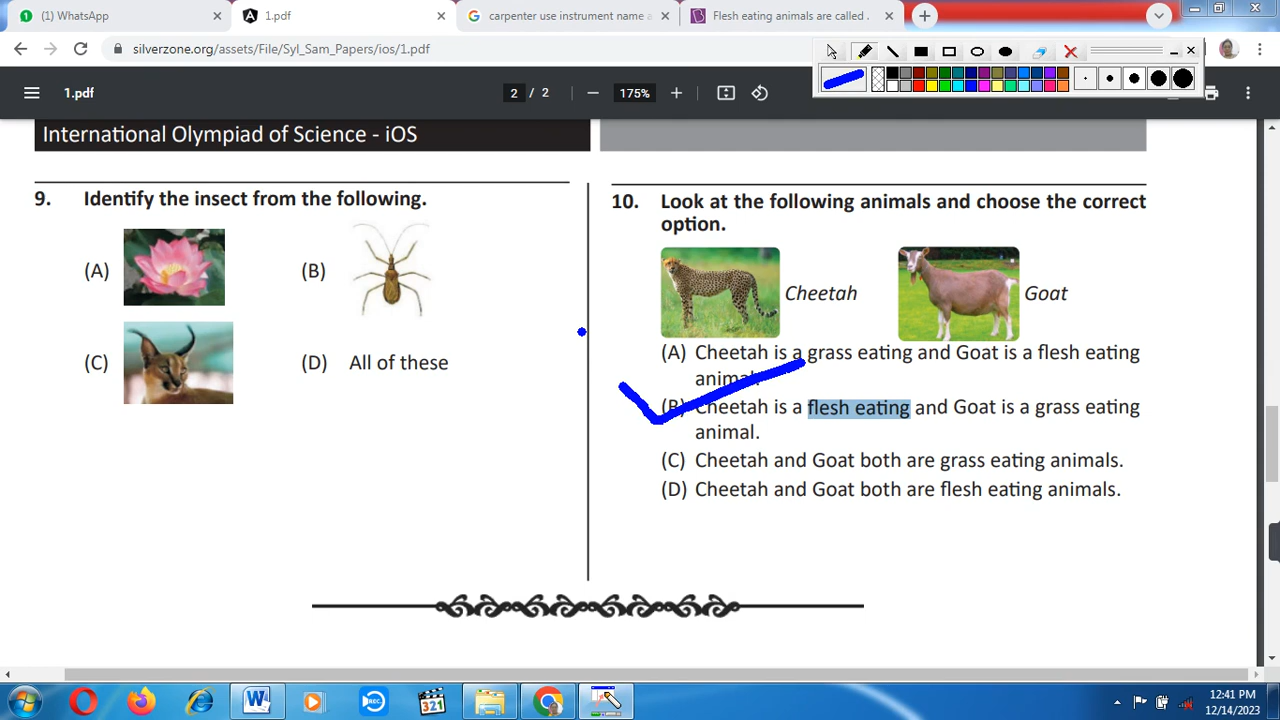 (1) WhatsApp
1.pdf
carpenter use instrument name a
Flesh eating animals are called
silverzone.org/assets/File/Syl_Sam_Papers/ios/1.pdf
1.pdf
2 / 2
175%
International Olympiad of Science - iOS
9. Identify the insect from the following.
(A)
(B)
(C)
(D) All of these
10. Look at the following animals and choose the correct
option.
Cheetah
Goat
(A) Cheetah is a grass eating and Goat is a flesh eating
animal.
(B) Cheetah is a flesh eating and Goat is a grass eating
animal.
(C) Cheetah and Goat both are grass eating animals.
(D) Cheetah and Goat both are flesh eating animals.
REC
321
12:41 PM
12/14/2023